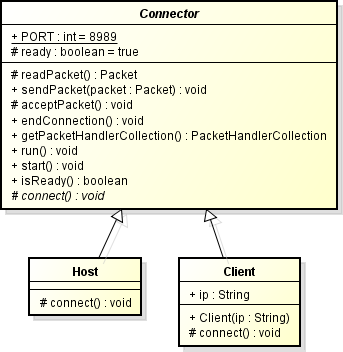 Connector
+ PORT : int = 8989
# ready : boolean = true
# readPacket() : Packet
+ sendPacket(packet : Packet) : void
# acceptPacket() : void
+ endConnection() : void
+ getPacketHandlerCollection() : PacketHandlerCollection
+ run() : void
+ start() : void
+ isReady() : boolean
# connect() : void
Host
# connect() : void
Client
+ ip : String
+ Client(ip : String)
# connect() : void